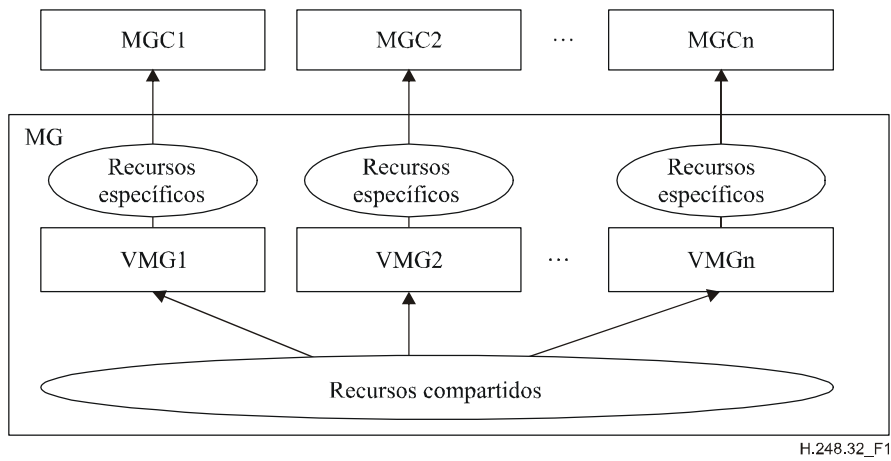 MGC1 MGC2 ... MGCn
MG
Recursos Recursos Recursos
específicos específicos específicos
VMG1 VMG2 ... VMGn
Recursos compartidos
H.248.32_F1